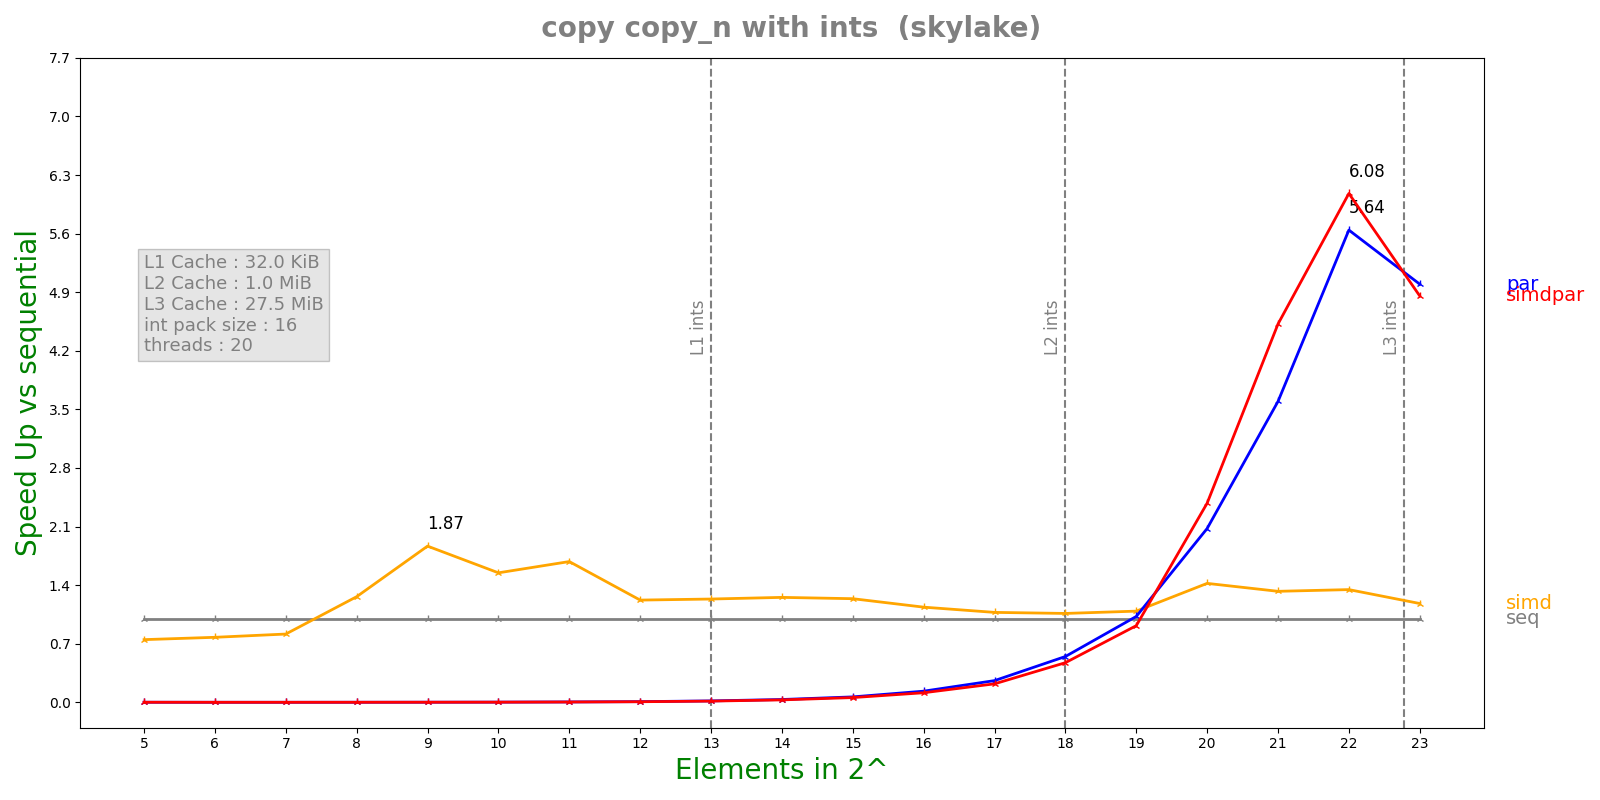 copy copy_n with ints (skylake)
Speed Up vs sequential
7.7
7.0
6.3
5.6
4.9
4.2
3.5
2.8
2.1
1.4
0.7
0.0
L1 Cache : 32.0 KiB
L2 Cache : 1.0 MiB
L3 Cache : 27.5 MiB
int pack size : 16
threads : 20
1.87
6.08
5.64
L1 ints
L2 ints
L3 ints
par
simdpar
simd
seq
5 6 7 8 9 10 11 12 13 14 15 16 17 18 19 20 21 22 23
Elements in 2^